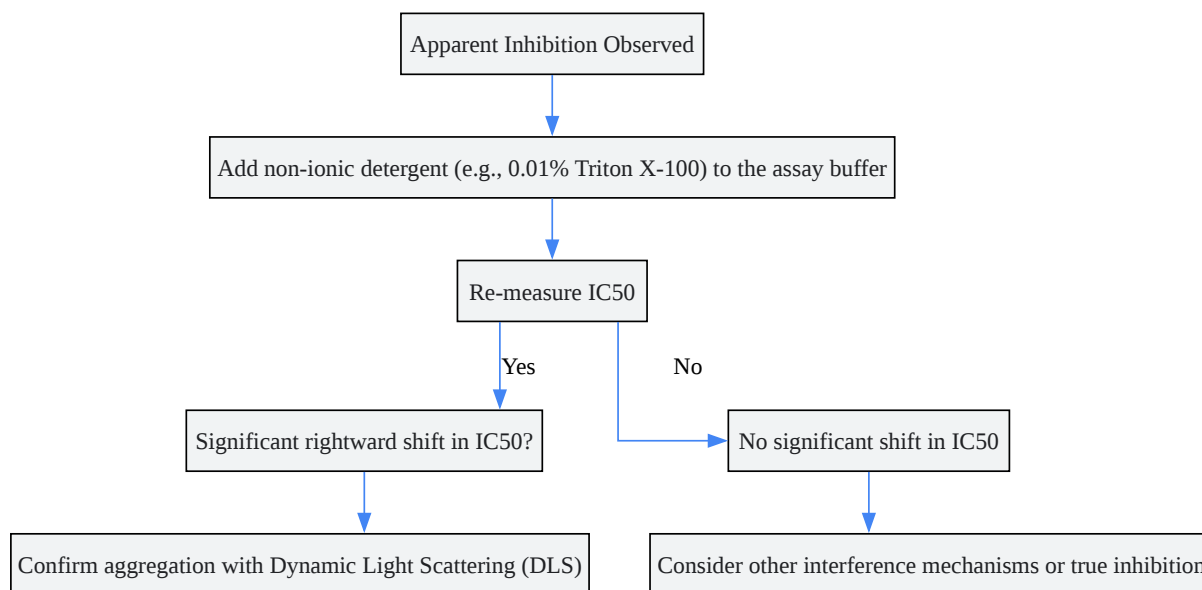 Apparent Inhibition Observed
Add non-ionic detergent (e.g., 0.01% Triton X-100) to the assay buffer
Re-measure IC50
Yes
No
Significant rightward shift in IC50?
No significant shift in IC50
Confirm aggregation with Dynamic Light Scattering (DLS)
Consider other interference mechanisms or true inhibition